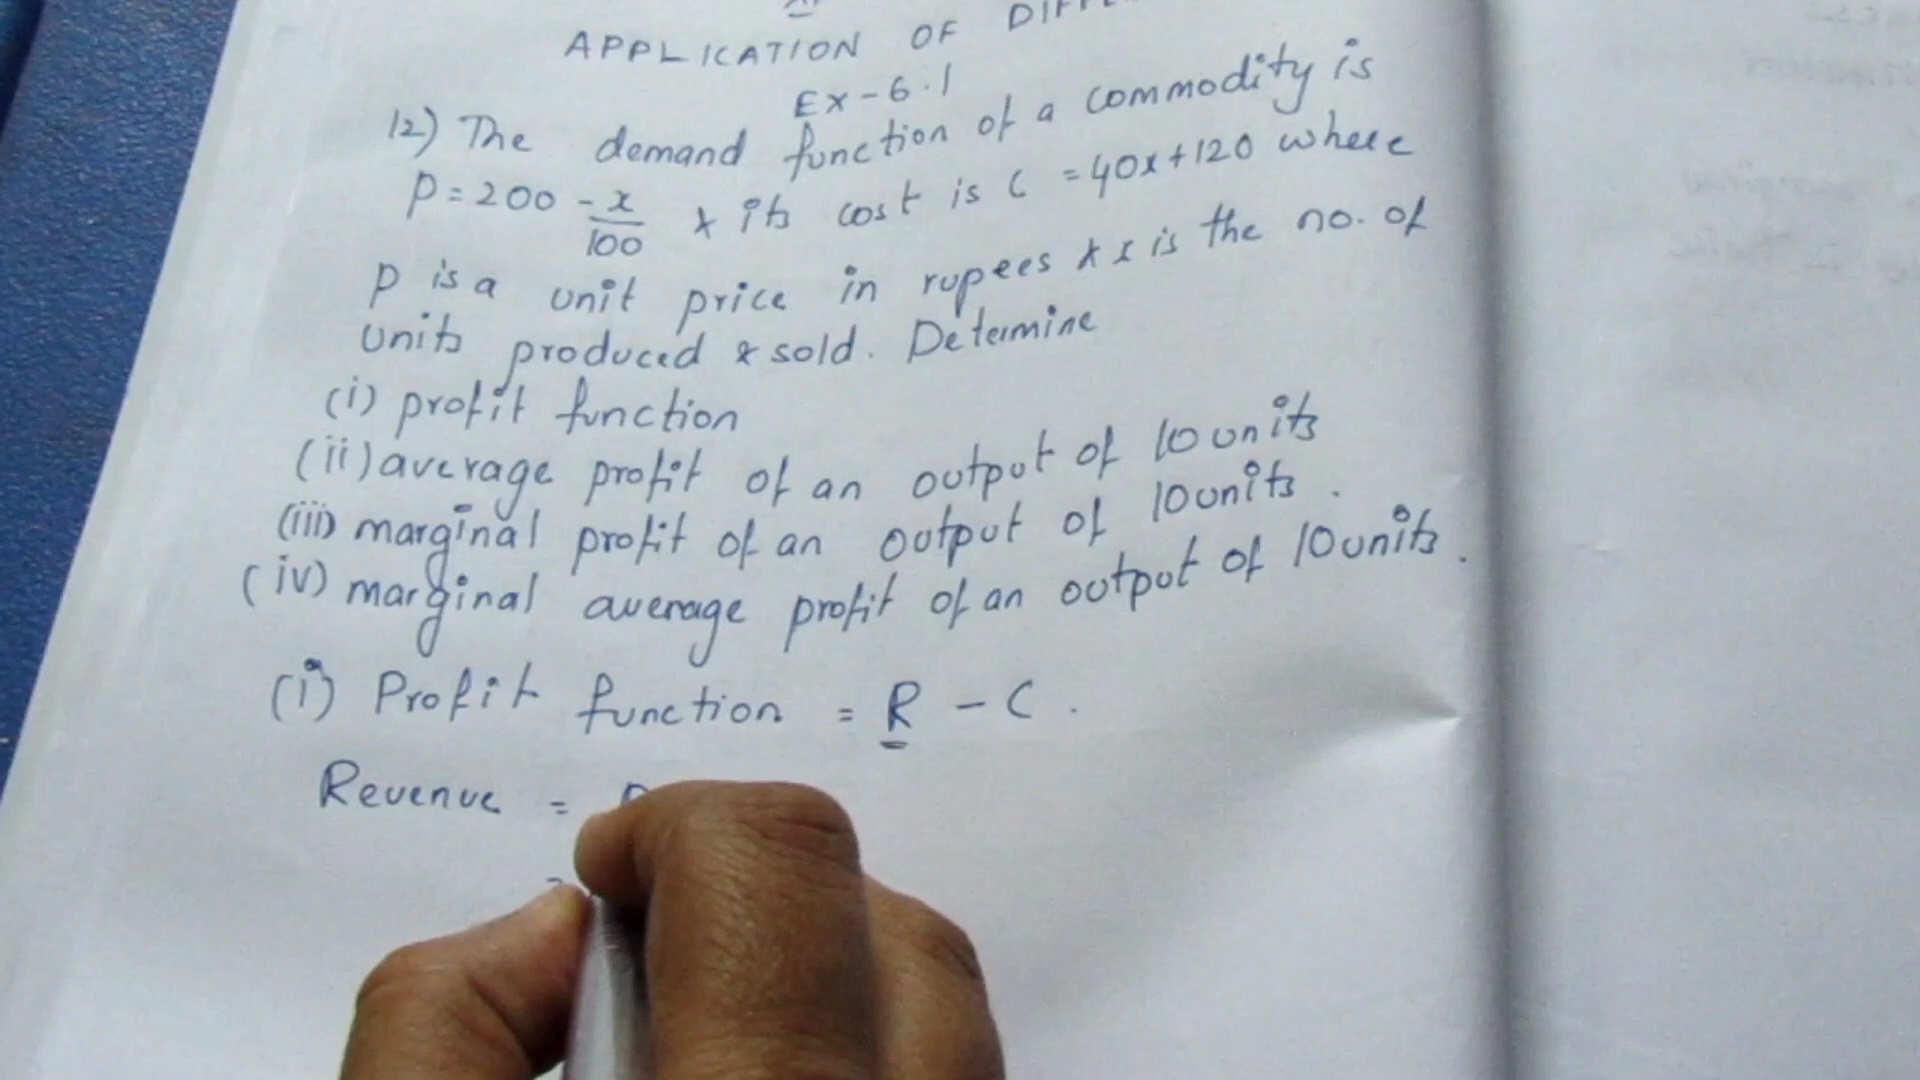 APPLICATION OF
Ex-6.1
12) The demand function of a commodity is
P = 200 - x/100 & its cost is C = 40x + 120 where
p is a unit price in rupees & x is the no. of
units produced & sold. Determine
(i) profit function
(ii) average profit of an output of 10 units
(iii) marginal profit of an output of 10 units.
(iv) marginal average profit of an output of 10 units.
(i) Profit function = R - C.
Revenue =